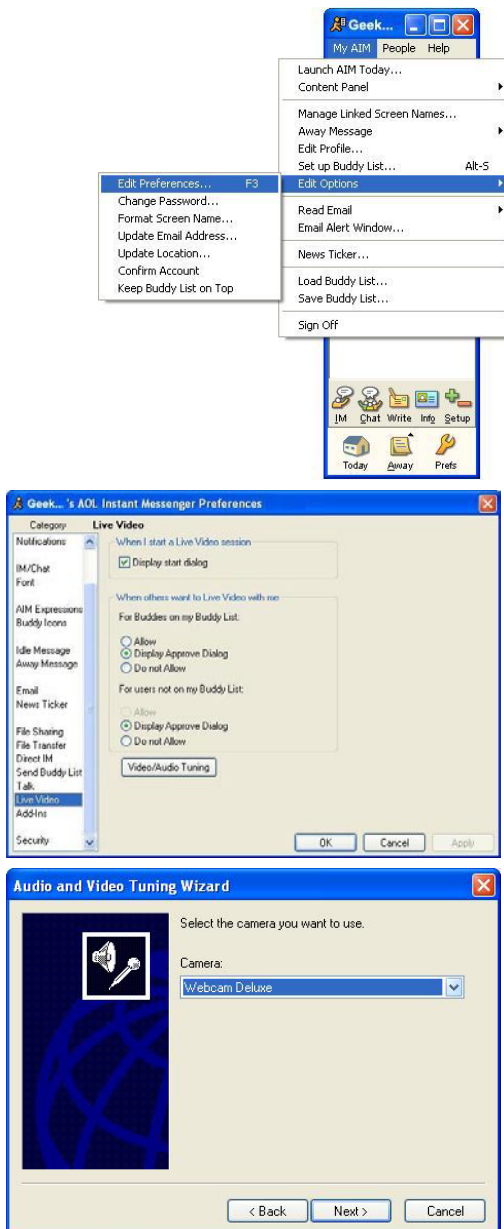 Geek...
My AIM People Help
Launch AIM Today...
Content Panel
Manage Linked Screen Names...
Away Message
Edit Profile...
Set up Buddy List... Alt-S
Edit Options
Read Email
Email Alert Window...
News Ticker...
Load Buddy List...
Save Buddy List...
Sign Off
Edit Preferences... F3
Change Password...
Format Screen Name...
Update Email Address...
Update Location...
Confirm Account
Keep Buddy List on Top
IM Chat Write Info Setup
Today Away Prefs
Geek... 's AOL Instant Messenger Preferences
Category Live Video
Notifications
IM/Chat
Font
AIM Expressions
Buddy Icons
Idle Message
Away Message
Email
News Ticker
File Sharing
File Transfer
Direct IM
Send Buddy List
Talk
Live Video
Add-Ins
Security
When I start a Live Video session
Display start dialog
When others want to Live Video with me
For Buddies on my Buddy List:
Allow
Display Approve Dialog
Do not Allow
For users not on my Buddy List:
Allow
Display Approve Dialog
Do not Allow
Video/Audio Tuning
OK Cancel Apply
Audio and Video Tuning Wizard
Select the camera you want to use.
Camera:
Webcam Deluxe
< Back Next > Cancel